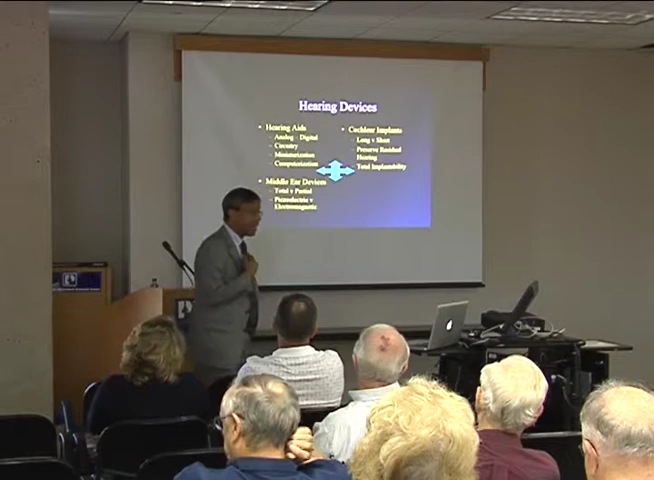 Hearing Devices
• Hearing Aids
– Analog – Digital
– Circuitry
– Miniaturization
– Computerization
• Middle Ear Devices
– Total v Partial
– Piezoelectric v
Electromagnetic
• Cochlear Implants
Long v Short
Preserve Residual
Hearing
Total Implantability